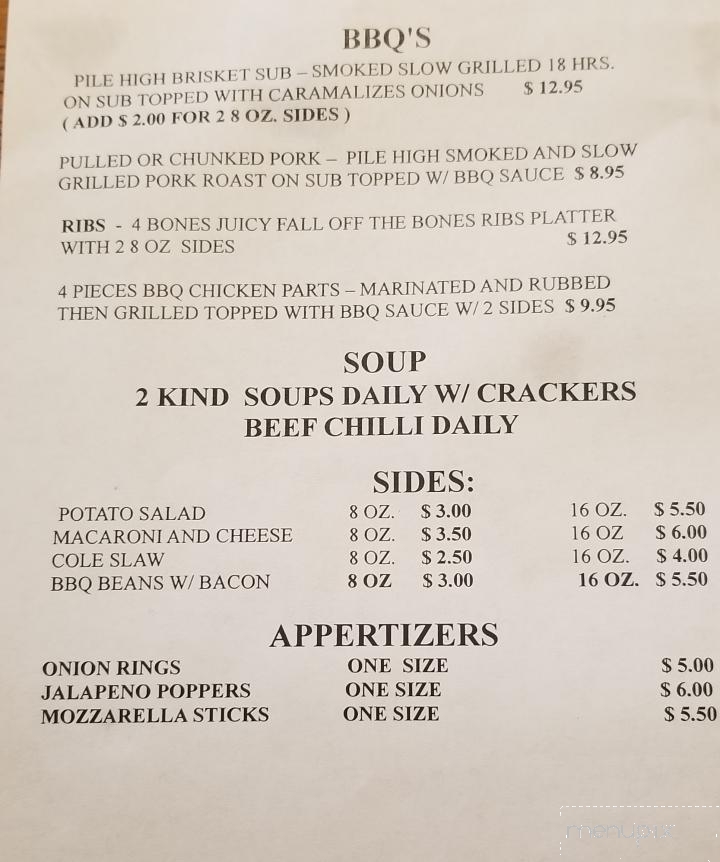 BBQ'S
PILE HIGH BRISKET SUB – SMOKED SLOW GRILLED 18 HRS.
ON SUB TOPPED WITH CARAMALIZES ONIONS $ 12.95
( ADD $ 2.00 FOR 2 8 OZ. SIDES )
PULLED OR CHUNKED PORK – PILE HIGH SMOKED AND SLOW
GRILLED PORK ROAST ON SUB TOPPED W/ BBQ SAUCE $ 8.95
RIBS - 4 BONES JUICY FALL OFF THE BONES RIBS PLATTER
WITH 2 8 OZ SIDES $ 12.95
4 PIECES BBQ CHICKEN PARTS – MARINATED AND RUBBED
THEN GRILLED TOPPED WITH BBQ SAUCE W/ 2 SIDES $ 9.95
SOUP
2 KIND SOUPS DAILY W/ CRACKERS
BEEF CHILLI DAILY
SIDES:
POTATO SALAD 8 OZ. $ 3.00 16 OZ. $ 5.50
MACARONI AND CHEESE 8 OZ. $ 3.50 16 OZ $ 6.00
COLE SLAW 8 OZ. $ 2.50 16 OZ. $ 4.00
BBQ BEANS W/ BACON 8 OZ $ 3.00 16 OZ. $ 5.50
APPERTIZERS
ONION RINGS ONE SIZE $ 5.00
JALAPENO POPPERS ONE SIZE $ 6.00
MOZZARELLA STICKS ONE SIZE $ 5.50
menupix